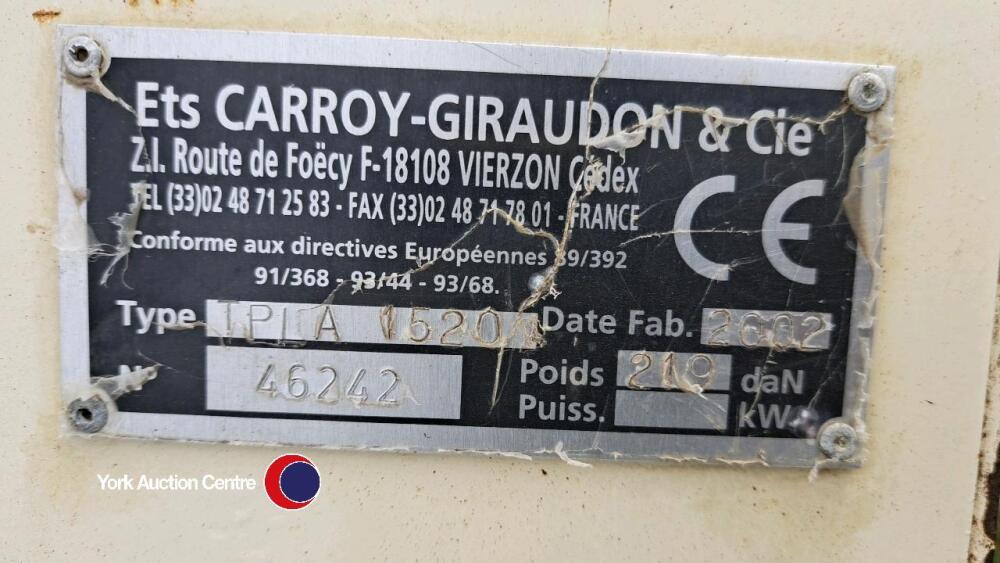 Ets CARROY-GIRAUDON & Cie
Z.I. Route de Foëcy F-18108 VIERZON Cedex
TEL (33)02 48 71 25 83 - FAX (33)02 48 71 78 01 - FRANCE
Conforme aux directives Européennes 89/392
91/368 - 93/44 - 93/68.
CE
Type TPLA Date Fab. 2002
46242 Poids 219 daN
Puiss. kW
York Auction Centre